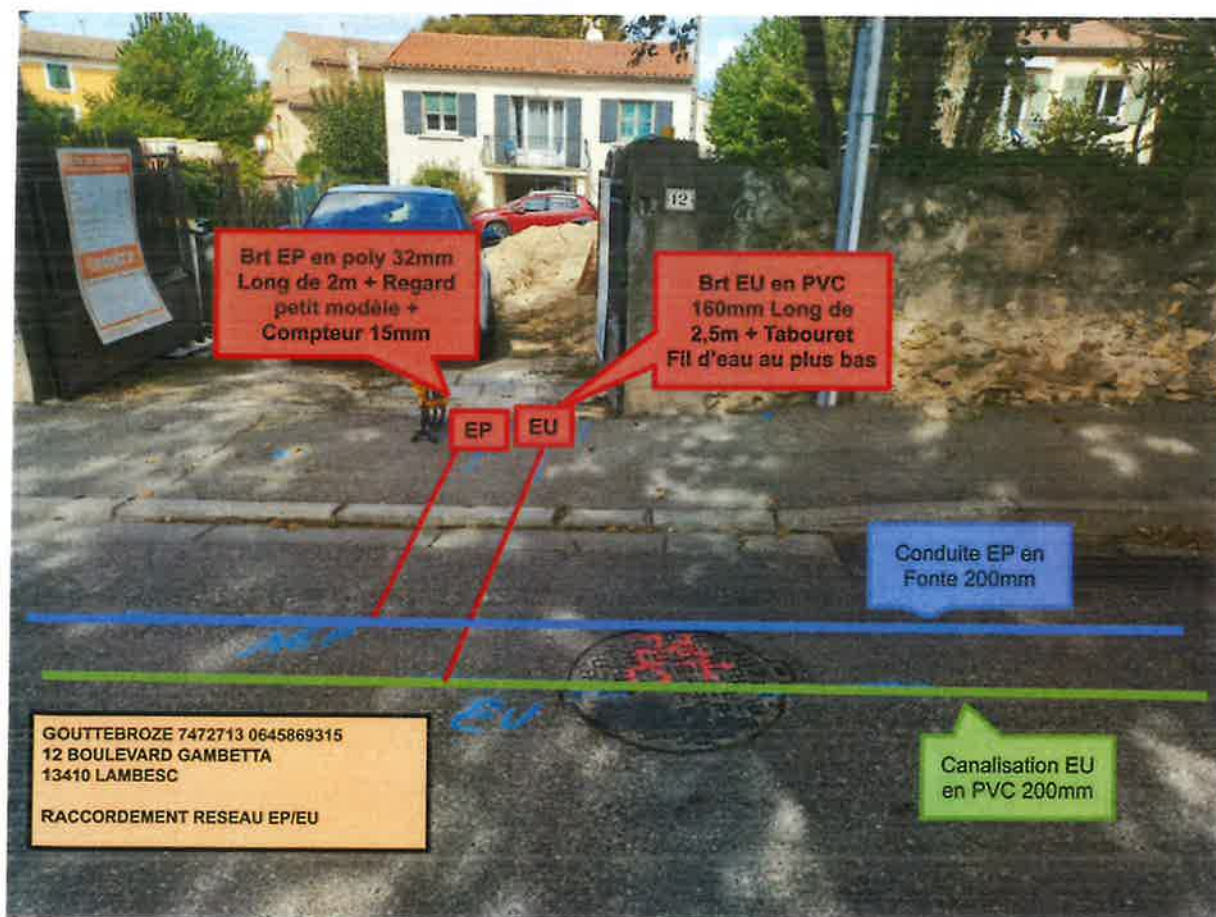 12
Brt EP en poly 32mm
Long de 2m + Regard
petit modèle +
Compteur 15mm
Brt EU en PVC
160mm Long de
2,5m + Tabouret
Fil d'eau au plus bas
EP
EU
Conduite EP en
Fonte 200mm
AEP
EU
Canalisation EU
en PVC 200mm
GOUTTEBROZE 7472713 0645869315
12 BOULEVARD GAMBETTA
13410 LAMBESC
RACCORDEMENT RESEAU EP/EU